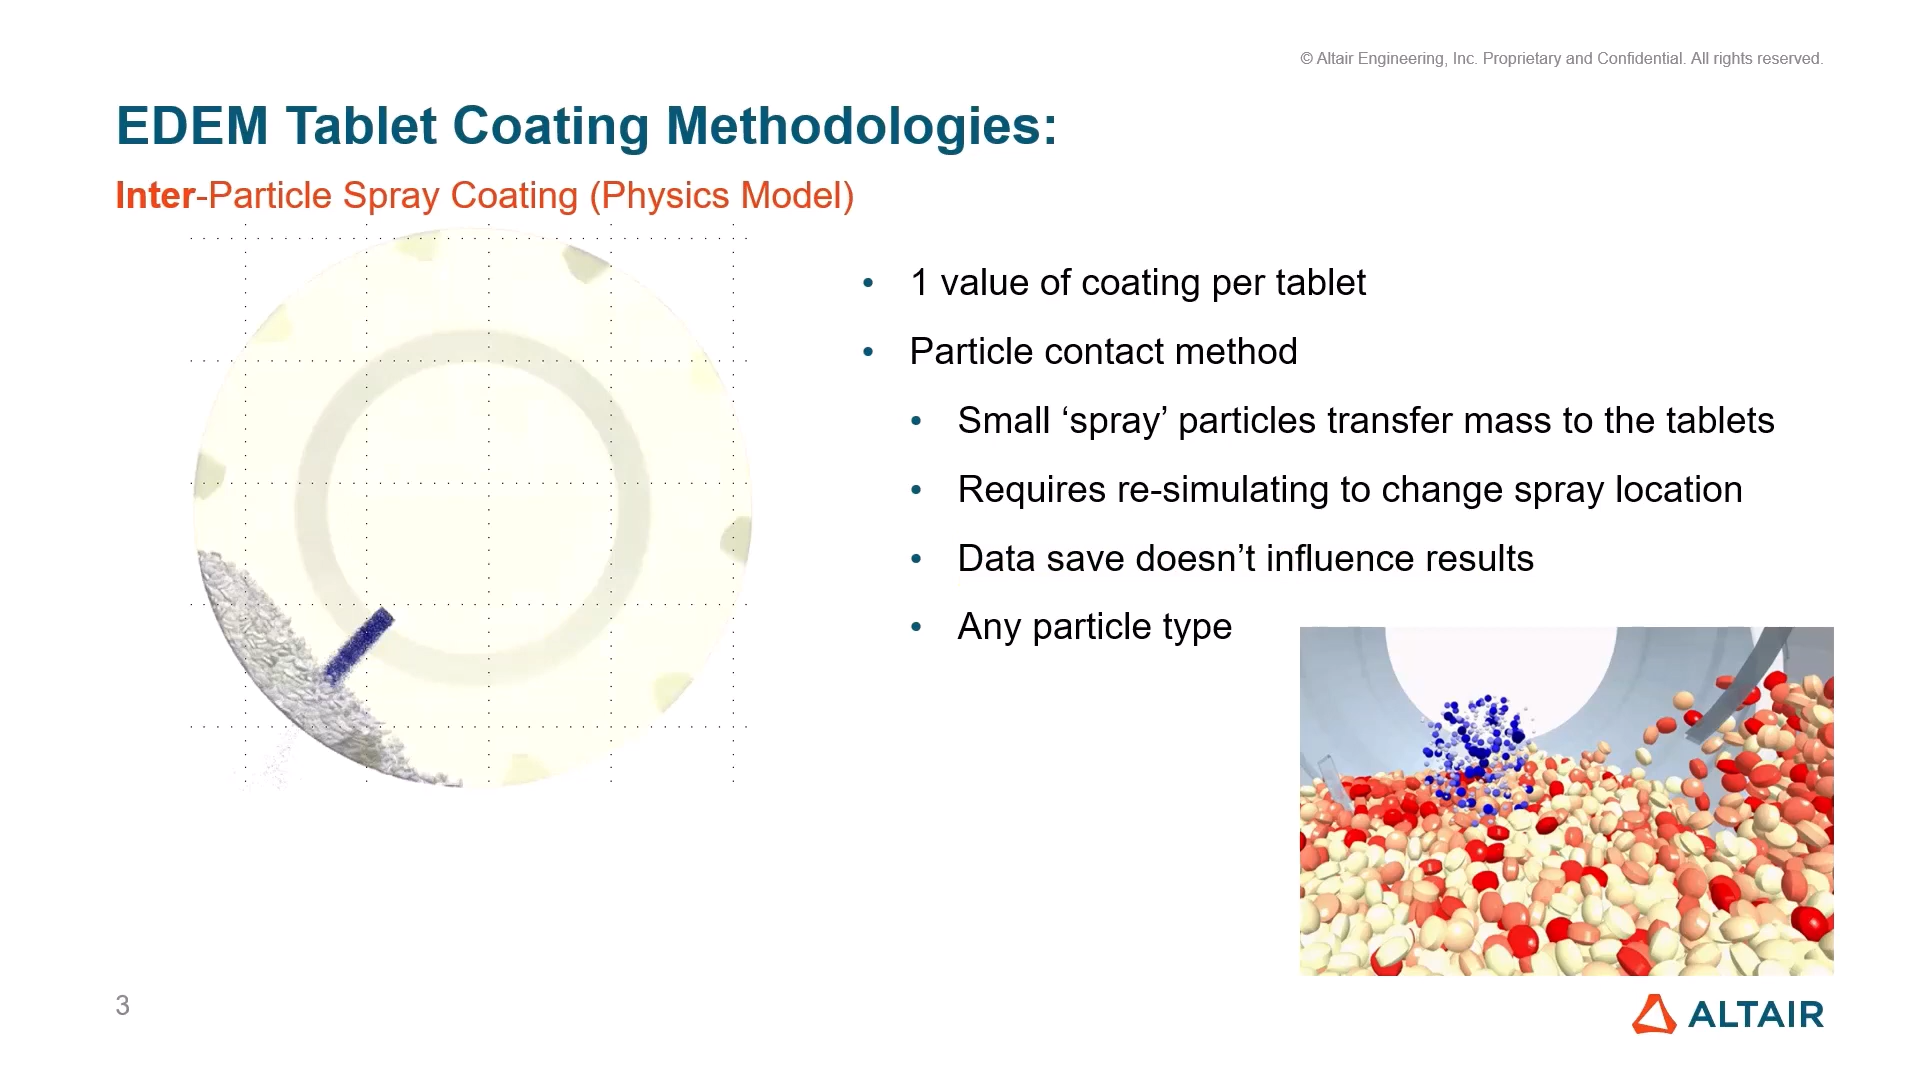 © Altair Engineering, Inc. Proprietary and Confidential. All rights reserved.
EDEM Tablet Coating Methodologies:
Inter-Particle Spray Coating (Physics Model)
• 1 value of coating per tablet
• Particle contact method
• Small ‘spray’ particles transfer mass to the tablets
• Requires re-simulating to change spray location
• Data save doesn’t influence results
• Any particle type
3
ALTAIR